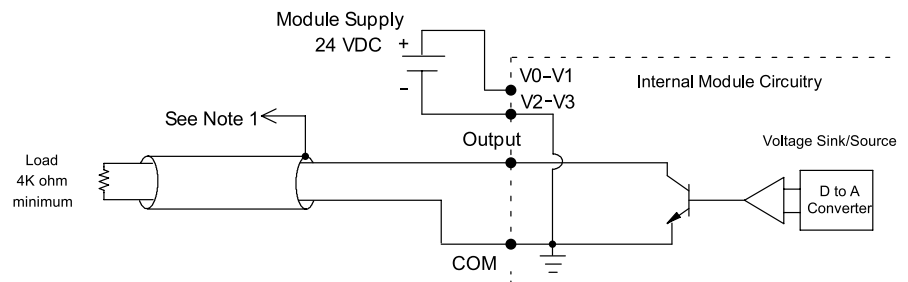 Module Supply
24 VDC
+
-
V0-V1
V2-V3
Internal Module Circuitry
See Note 1
Output
Voltage Sink/Source
Load
4K ohm
minimum
D to A
Converter
COM